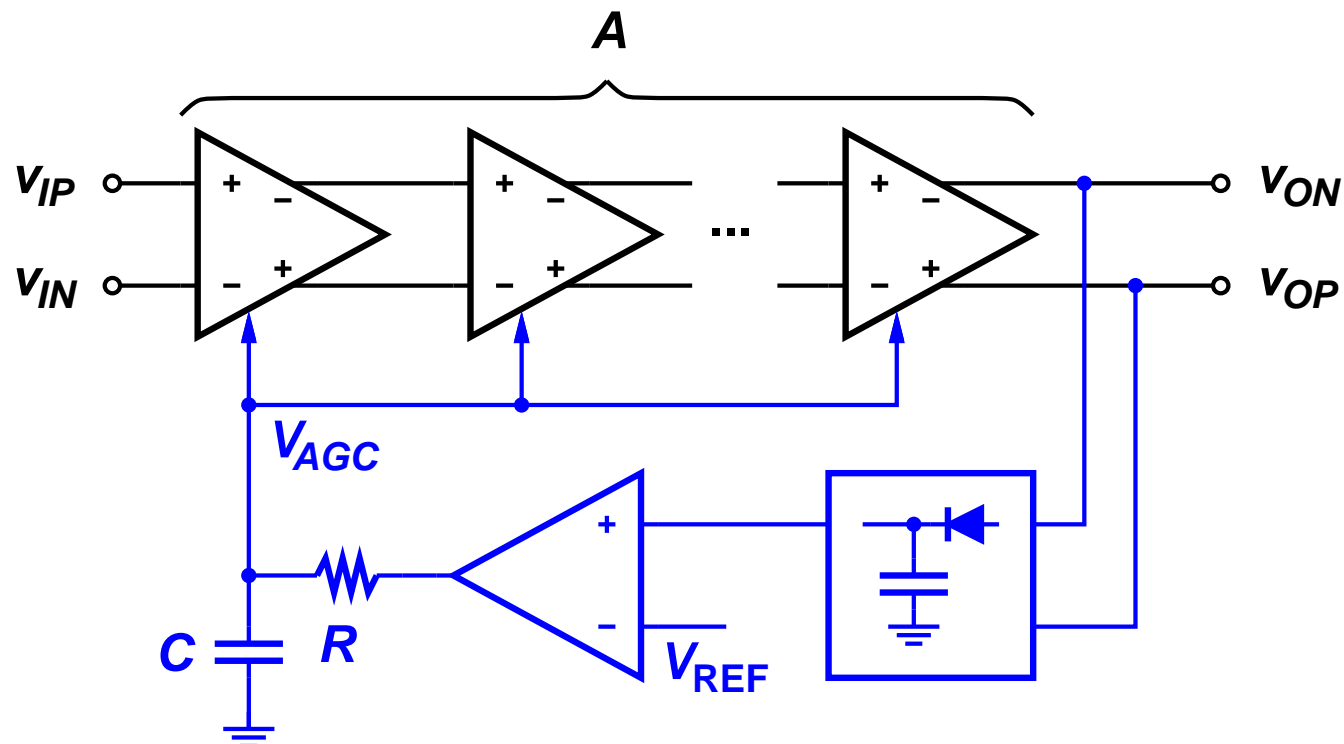 A
vIP
vIN
+ − − +
+ − − +
...
+ − − +
vON
vOP
VAGC
+
−
VREF
R
C